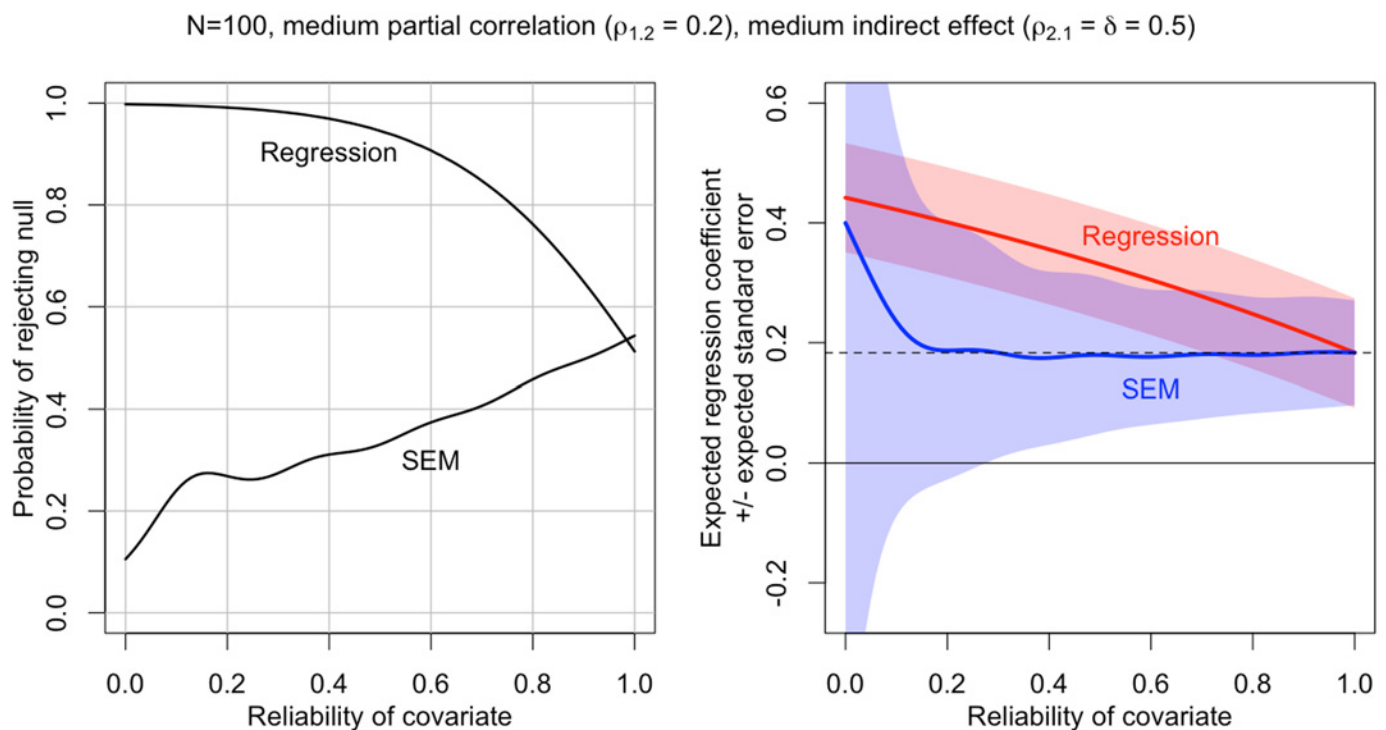 N=100, medium partial correlation (ρ1.2 = 0.2), medium indirect effect (ρ2.1 = δ = 0.5)
Probability of rejecting null
1.0
0.8
0.6
0.4
0.2
0.0
Regression
SEM
0.0 0.2 0.4 0.6 0.8 1.0
Reliability of covariate
Expected regression coefficient
+/- expected standard error
0.6
0.4
0.2
0.0
-0.2
Regression
SEM
0.0 0.2 0.4 0.6 0.8 1.0
Reliability of covariate